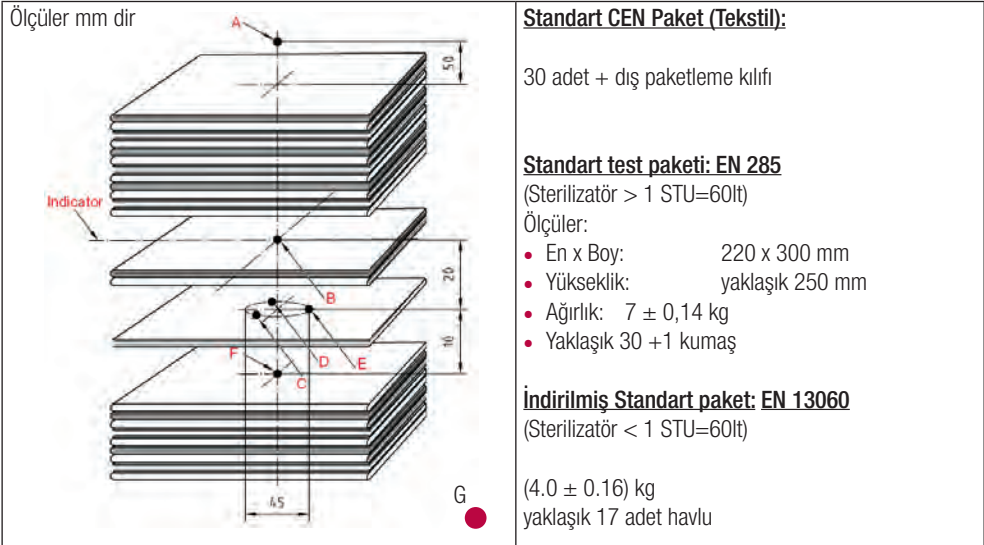 Ölçüler mm dir
A
50
Indicator
20
B
10
F
D
E
C
45
G
Standart CEN Paket (Tekstil):
30 adet + dış paketleme kılıfı
Standart test paketi: EN 285
(Sterilizatör > 1 STU=60lt)
Ölçüler:
• En x Boy: 220 x 300 mm
• Yükseklik: yaklaşık 250 mm
• Ağırlık: 7 ± 0,14 kg
• Yaklaşık 30 +1 kumaş
İndirilmiş Standart paket: EN 13060
(Sterilizatör < 1 STU=60lt)
(4.0 ± 0.16) kg
yaklaşık 17 adet havlu